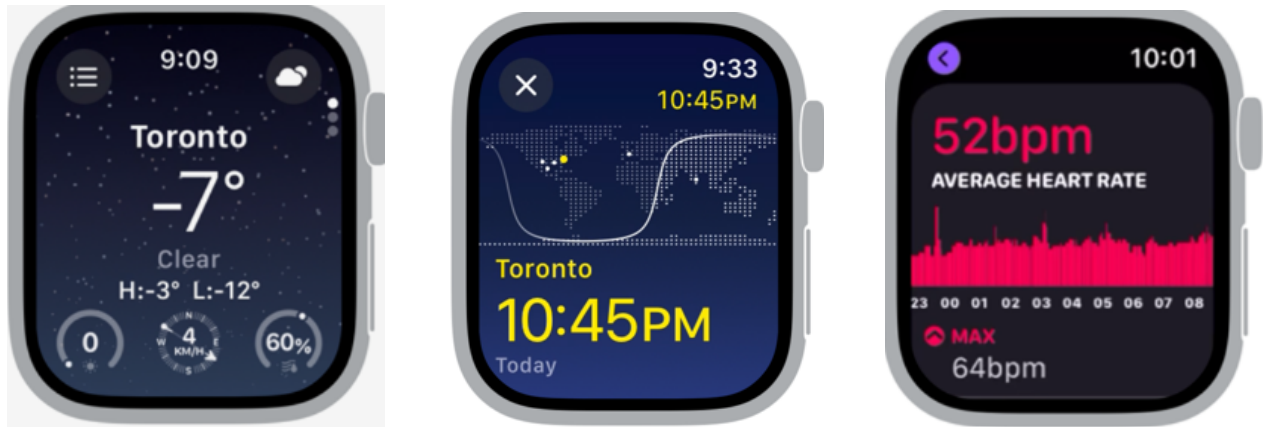 9:09
Toronto
-7°
Clear
H:-3° L:-12°
0
N
W
E
S
4
KM/H
60%
9:33
10:45PM
Toronto
10:45PM
Today
10:01
52bpm
AVERAGE HEART RATE
23 00 01 02 03 04 05 06 07 08
MAX
64bpm